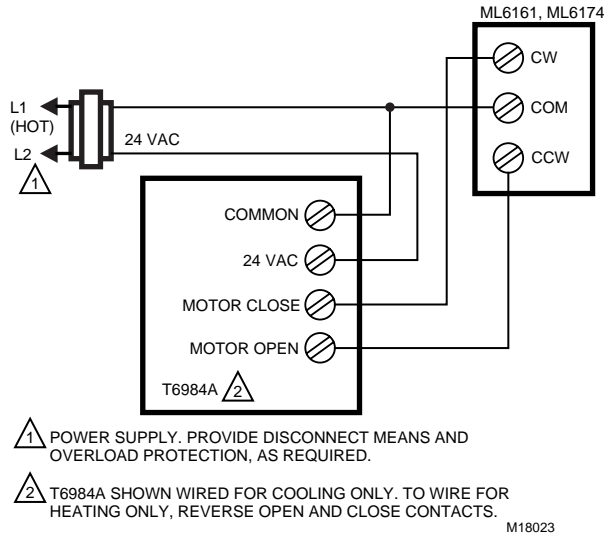 ML6161, ML6174
CW
L1
(HOT)
COM
24 VAC
L2
1
CCW
COMMON
24 VAC
MOTOR CLOSE
MOTOR OPEN
T6984A 2
1 POWER SUPPLY. PROVIDE DISCONNECT MEANS AND
OVERLOAD PROTECTION, AS REQUIRED.
2 T6984A SHOWN WIRED FOR COOLING ONLY. TO WIRE FOR
HEATING ONLY, REVERSE OPEN AND CLOSE CONTACTS.
M18023